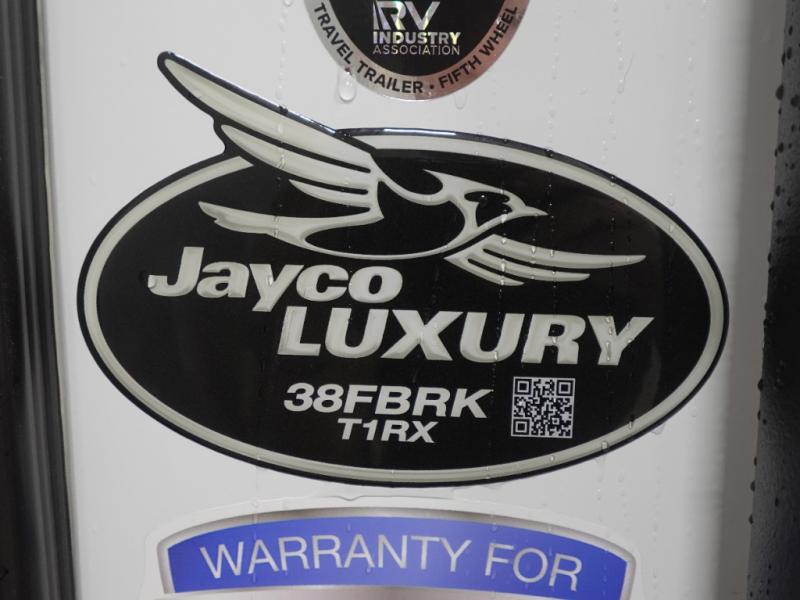 RV
INDUSTRY
ASSOCIATION
TRAVEL TRAILER • FIFTH WHEEL
Jayco
LUXURY
38FBRK
T1RX
WARRANTY FOR